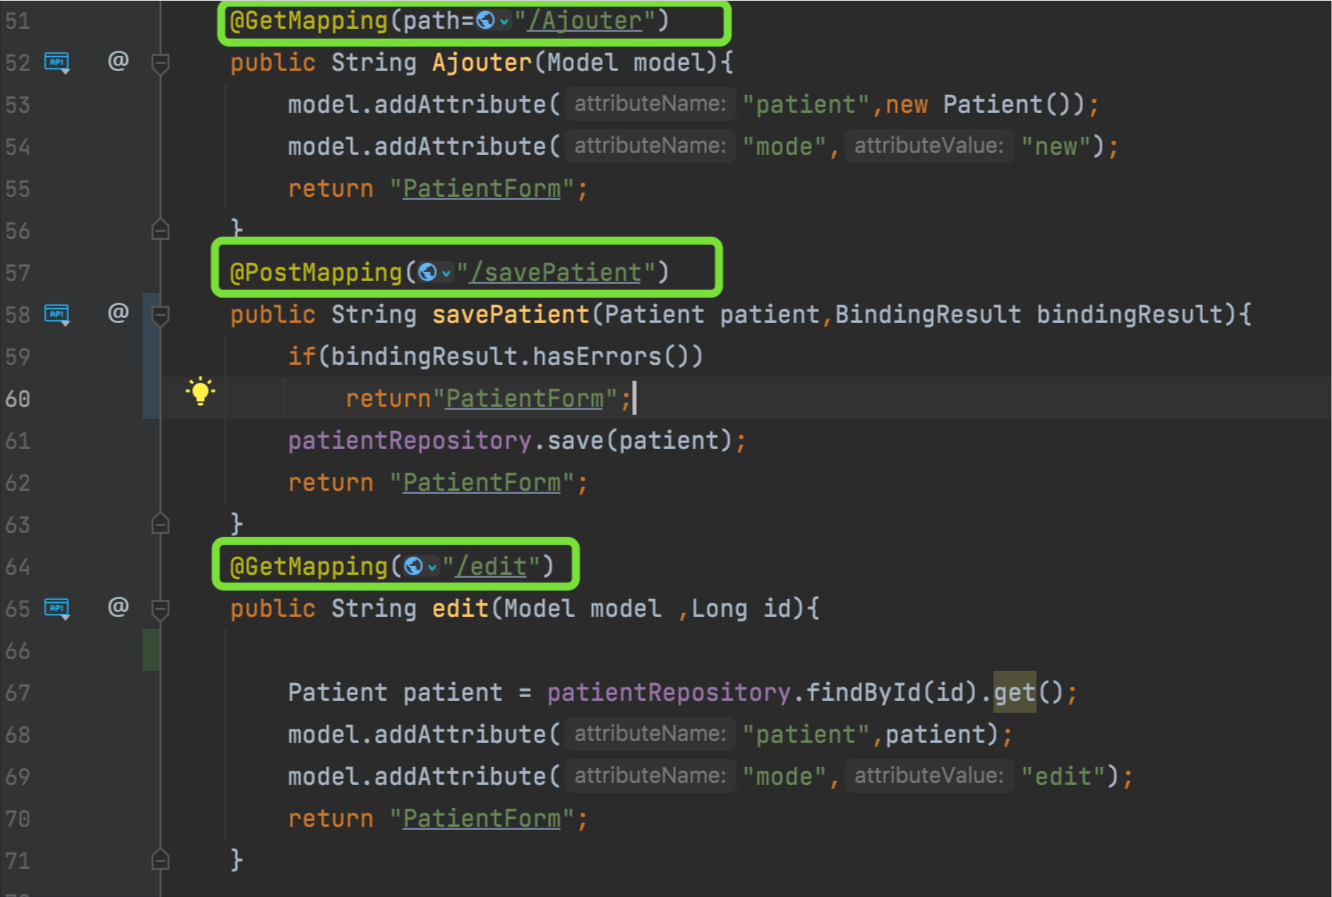 51 @GetMapping(path="/Ajouter")
52 API @ public String Ajouter(Model model){
53 model.addAttribute( attributeName: "patient",new Patient());
54 model.addAttribute( attributeName: "mode", attributeValue: "new");
55 return "PatientForm";
56 }
57 @PostMapping("/savePatient")
58 API @ public String savePatient(Patient patient,BindingResult bindingResult){
59 if(bindingResult.hasErrors())
60 return"PatientForm";
61 patientRepository.save(patient);
62 return "PatientForm";
63 }
64 @GetMapping("/edit")
65 API @ public String edit(Model model ,Long id){
66
67 Patient patient = patientRepository.findById(id).get();
68 model.addAttribute( attributeName: "patient",patient);
69 model.addAttribute( attributeName: "mode", attributeValue: "edit");
70 return "PatientForm";
71 }